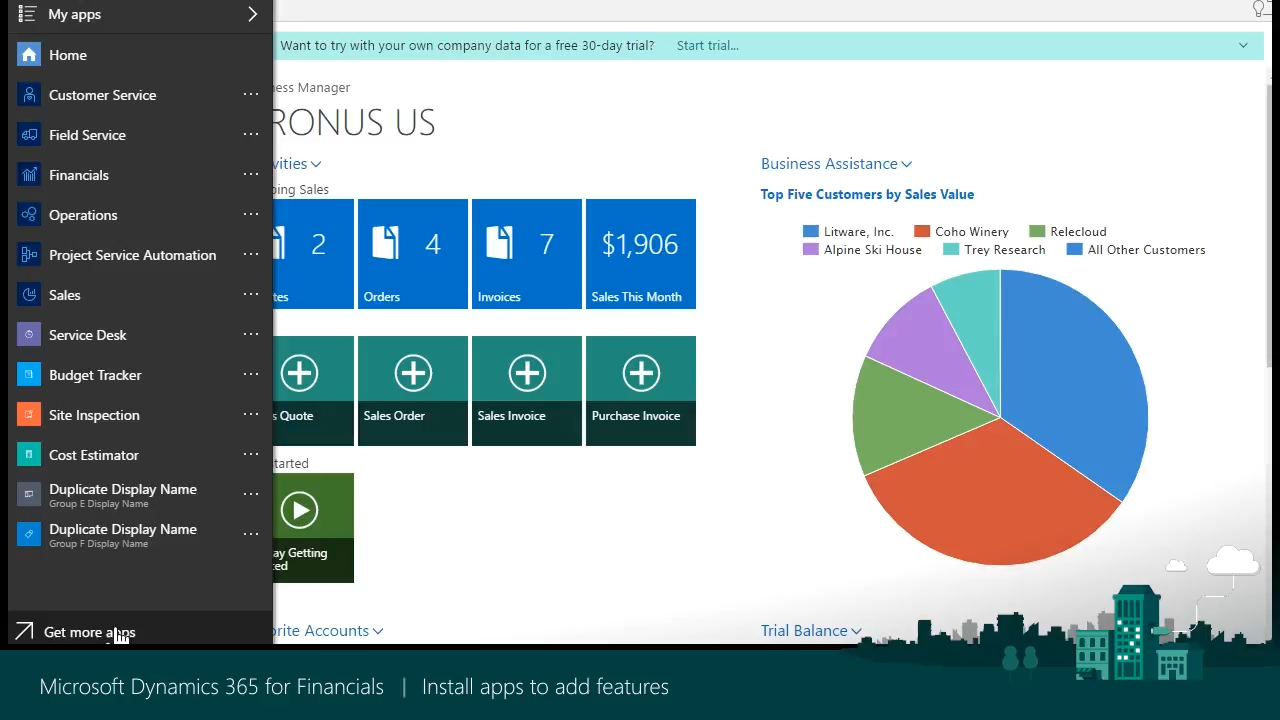 My apps
Home
Customer Service
Field Service
Financials
Operations
Project Service Automation
Sales
Service Desk
Budget Tracker
Site Inspection
Cost Estimator
Duplicate Display Name
Group E Display Name
Duplicate Display Name
Group F Display Name
Get more apps
Want to try with your own company data for a free 30-day trial? Start trial...
ness Manager
RONUS US
vities
ping Sales
2
tes
4
Orders
7
Invoices
$1,906
Sales This Month
s Quote
Sales Order
Sales Invoice
Purchase Invoice
tarted
ay Getting
ted
orite Accounts
Business Assistance
Top Five Customers by Sales Value
Litware, Inc. Coho Winery Relecloud
Alpine Ski House Trey Research All Other Customers
Trial Balance
Microsoft Dynamics 365 for Financials | Install apps to add features